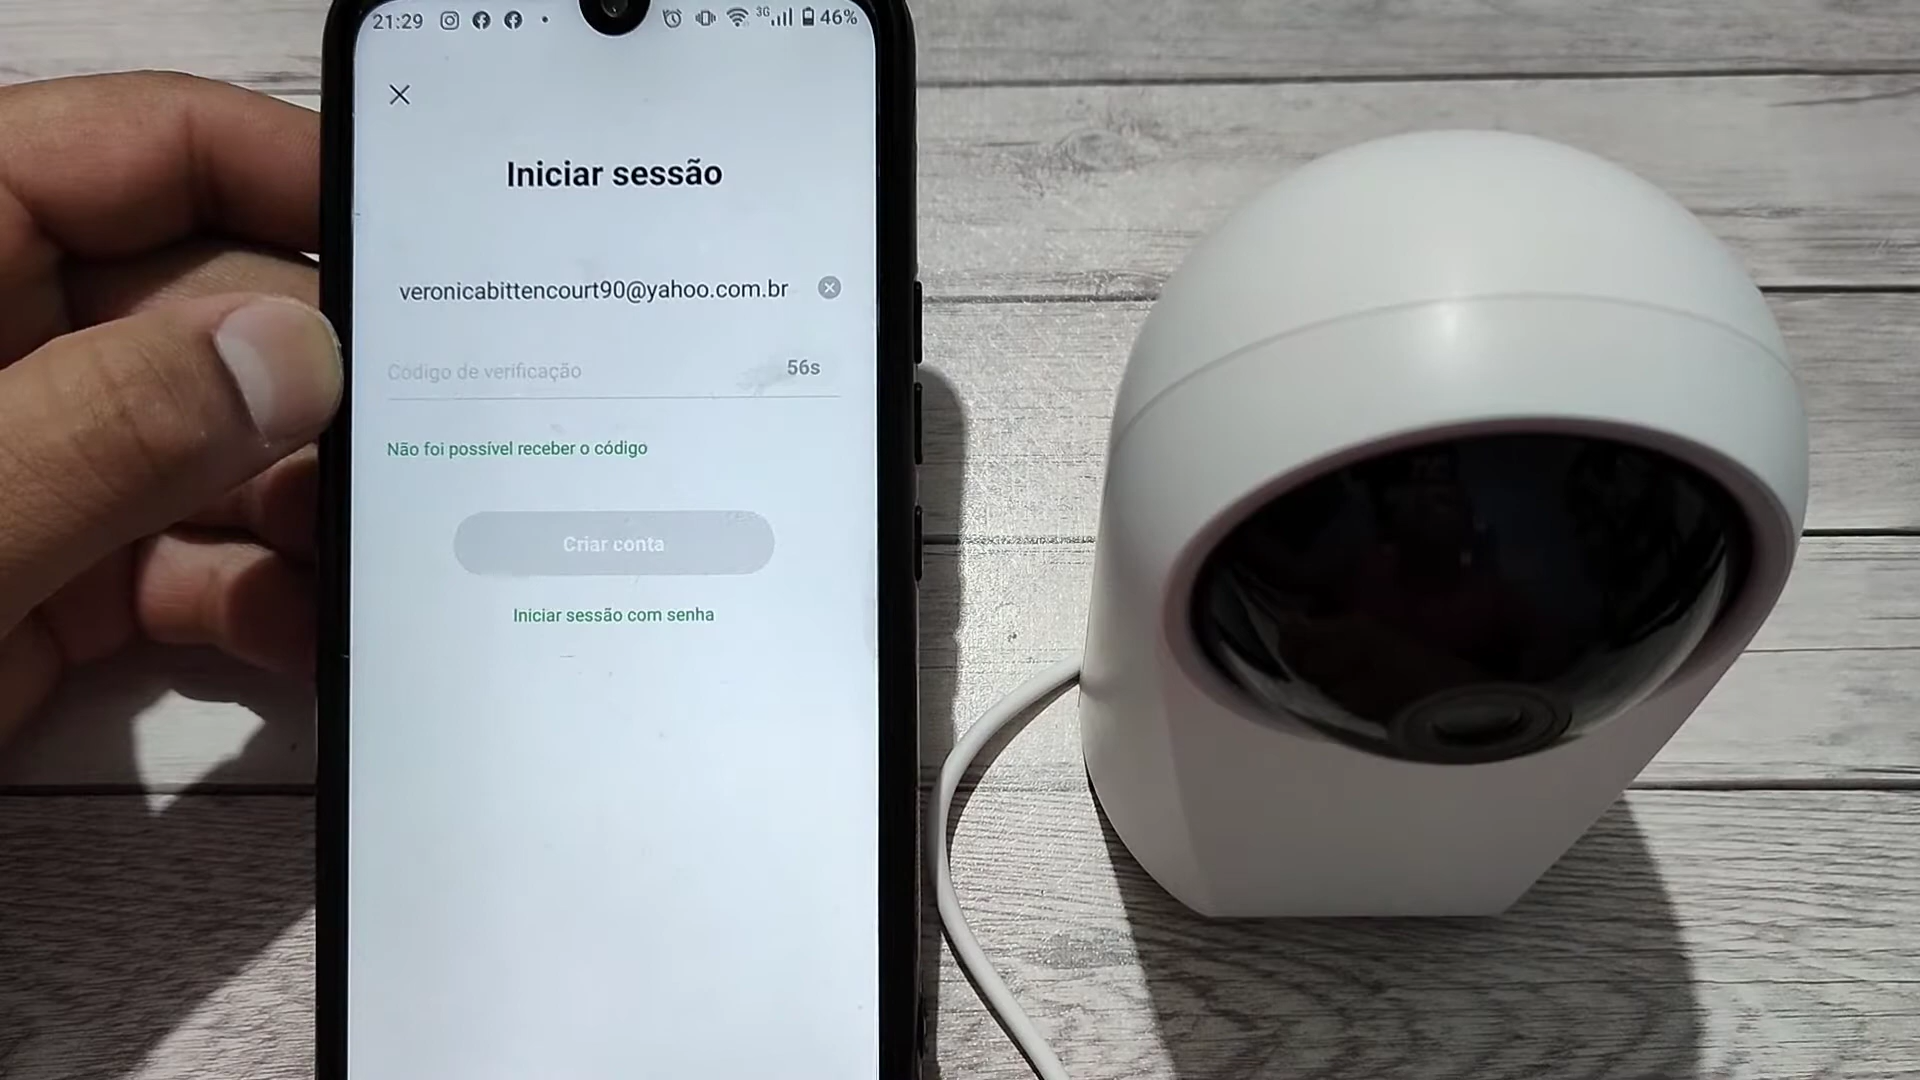 21:29 3G 46%
Iniciar sessão
veronicabittencourt90@yahoo.com.br
Código de verificação 56s
Não foi possível receber o código
Criar conta
Iniciar sessão com senha